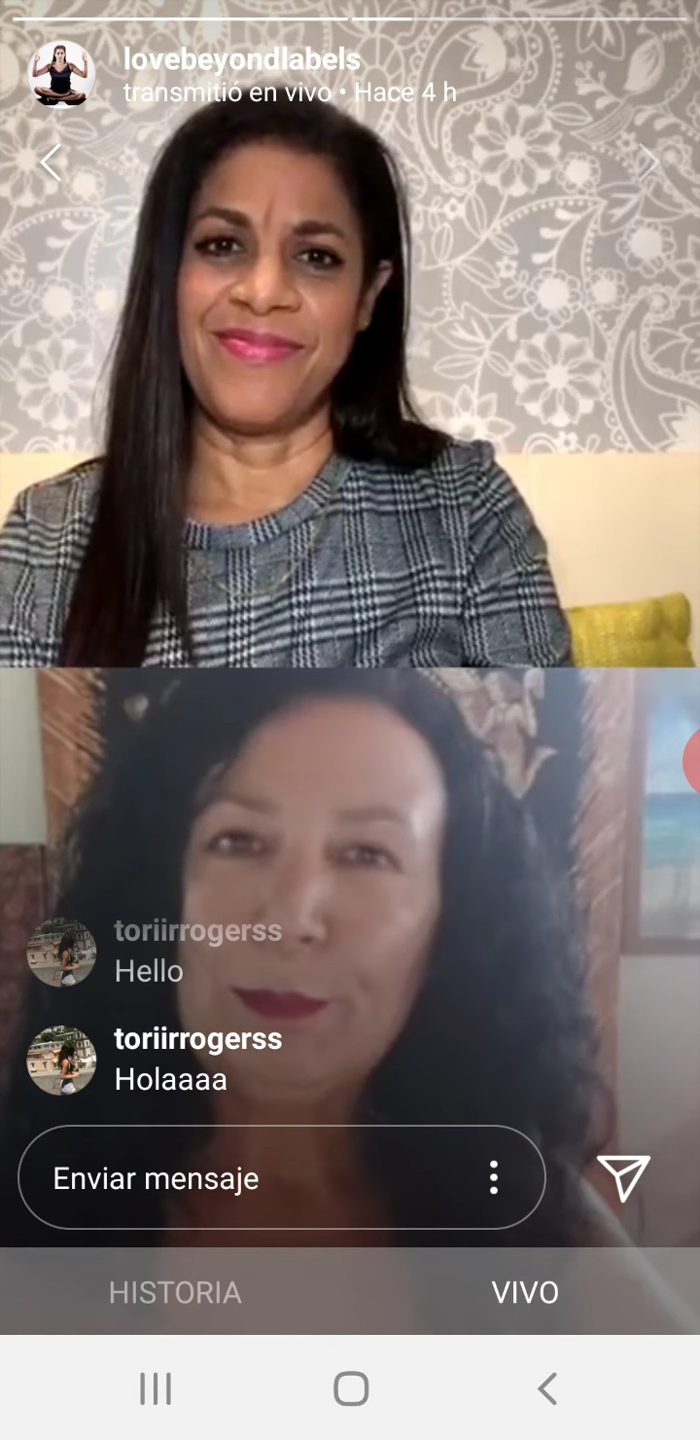 lovebeyondlabels
transmitió en vivo • Hace 4 h
toriirrogerss
Hello
toriirrogerss
Holaaaa
Enviar mensaje
HISTORIA
VIVO